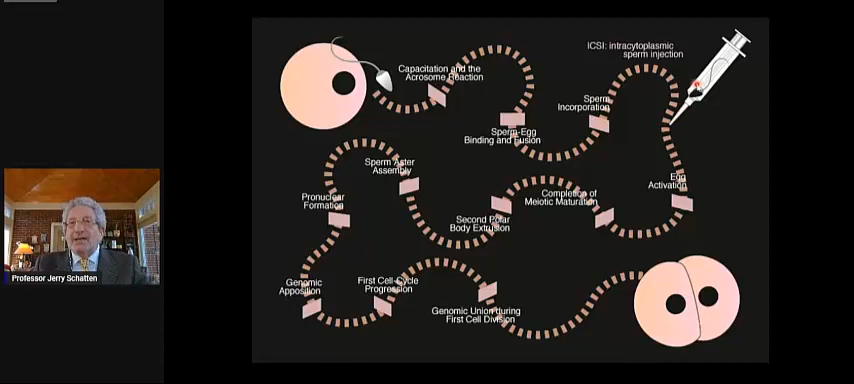 ICSI: intracytoplasmic
sperm injection
Capacitation and the
Acrosome Reaction
Sperm-Egg
Binding and Fusion
Sperm
Incorporation
Egg
Activation
Completion of
Meiotic Maturation
Second Polar
Body Extrusion
Sperm Aster
Assembly
Pronuclear
Formation
Genomic
Apposition
First Cell-Cycle
Progression
Genomic Union during
First Cell Division
Professor Jerry Schatten